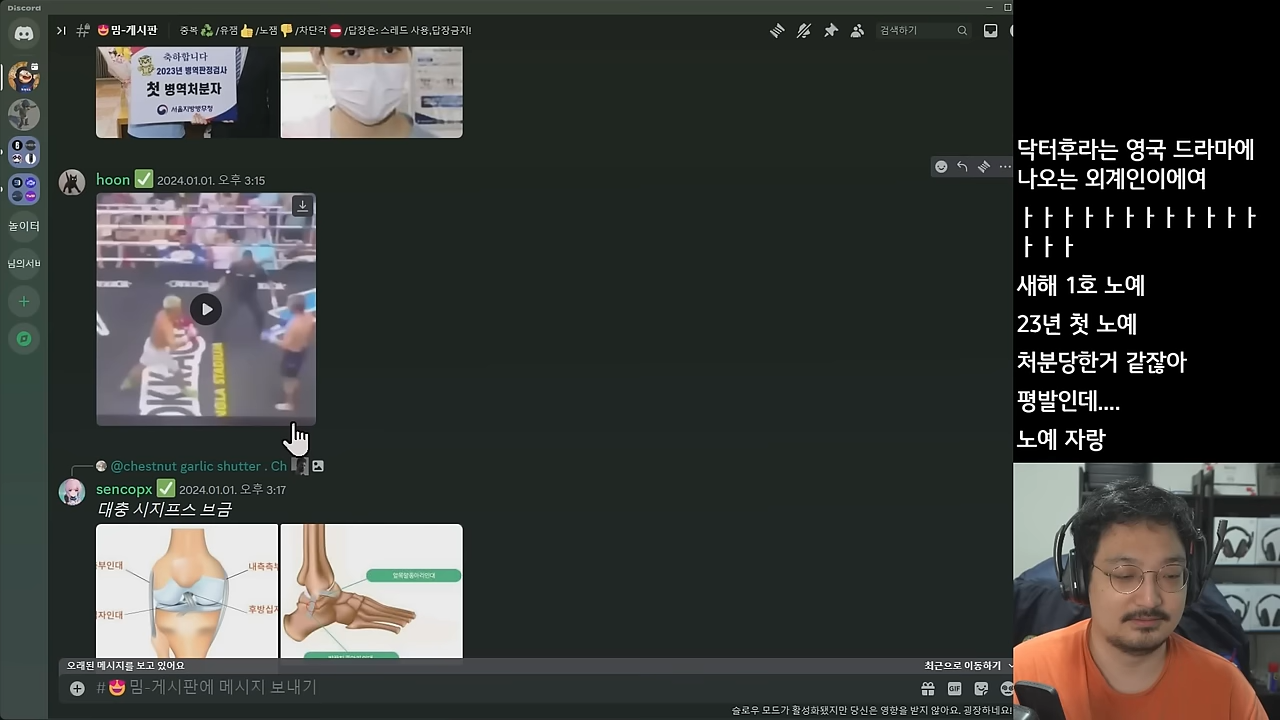 Discord
밈-게시판
중복 /유잼 /노잼 /차단각 /답장은: 스레드 사용,답장금지!
검색하기
축하합니다
2023년 병역판정검사
첫 병역처분자
서울지방병무청
hoon 2024.01.01. 오후 3:15
NOLA STADIUM
@chestnut garlic shutter . Ch
sencopx 2024.01.01. 오후 3:17
대충 시지프스 브금
내측측부
후방십자
놀이터
님의서버
오래된 메시지를 보고 있어요
최근으로 이동하기
# 밈-게시판에 메시지 보내기
GIF
슬로우 모드가 활성화됐지만 당신은 영향을 받지 않아요. 굉장하네요!
닥터후라는 영국 드라마에
나오는 외계인이에여
ㅏㅏㅏㅏㅏㅏㅏㅏㅏㅏㅏㅏ
ㅏㅏㅏ
새해 1호 노예
23년 첫 노예
처분당한거 같잖아
평발인데....
노예 자랑